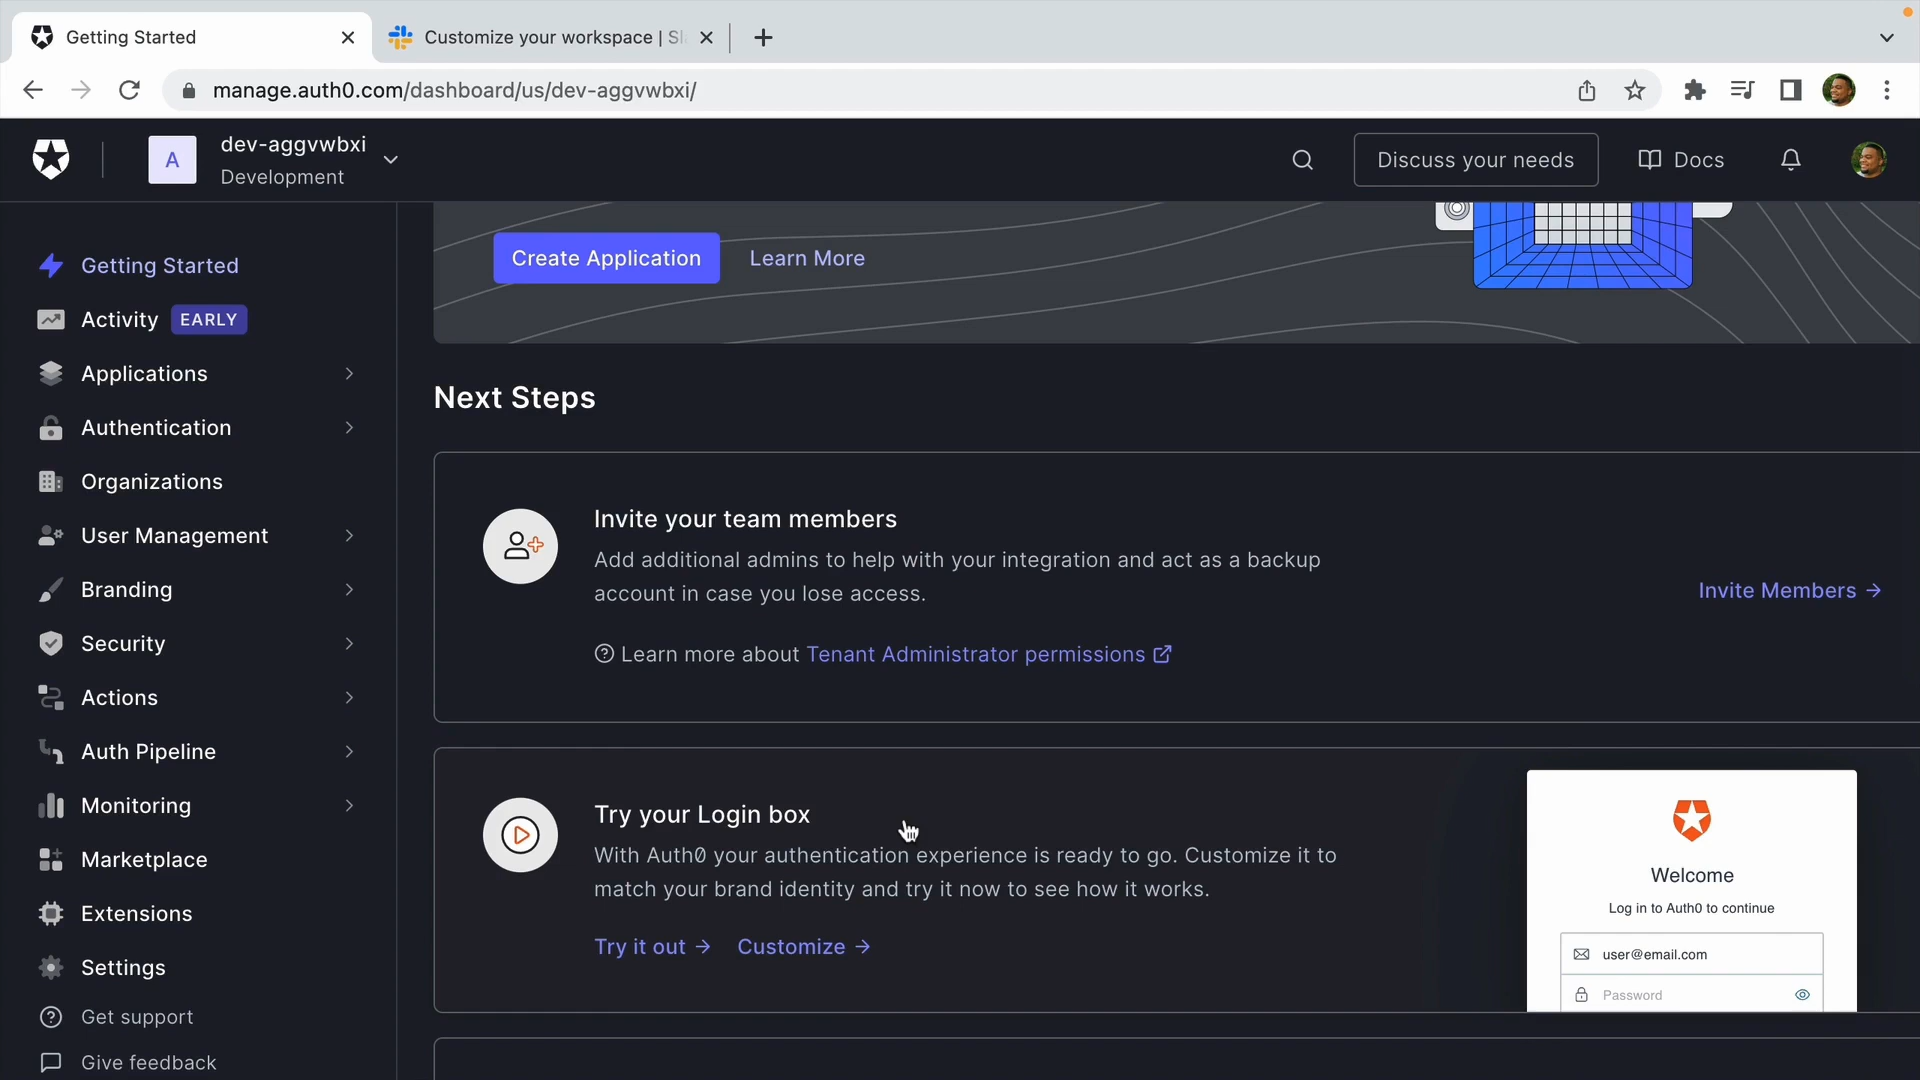 Getting Started
Customize your workspace | Sl
manage.auth0.com/dashboard/us/dev-aggvwbxi/
A
dev-aggvwbxi
Development
Discuss your needs
Docs
Getting Started
Activity EARLY
Applications
Authentication
Organizations
User Management
Branding
Security
Actions
Auth Pipeline
Monitoring
Marketplace
Extensions
Settings
Get support
Give feedback
Create Application
Learn More
Next Steps
Invite your team members
Add additional admins to help with your integration and act as a backup
account in case you lose access.
Learn more about Tenant Administrator permissions
Invite Members →
Try your Login box
With Auth0 your authentication experience is ready to go. Customize it to
match your brand identity and try it now to see how it works.
Try it out → Customize →
Welcome
Log in to Auth0 to continue
user@email.com
Password